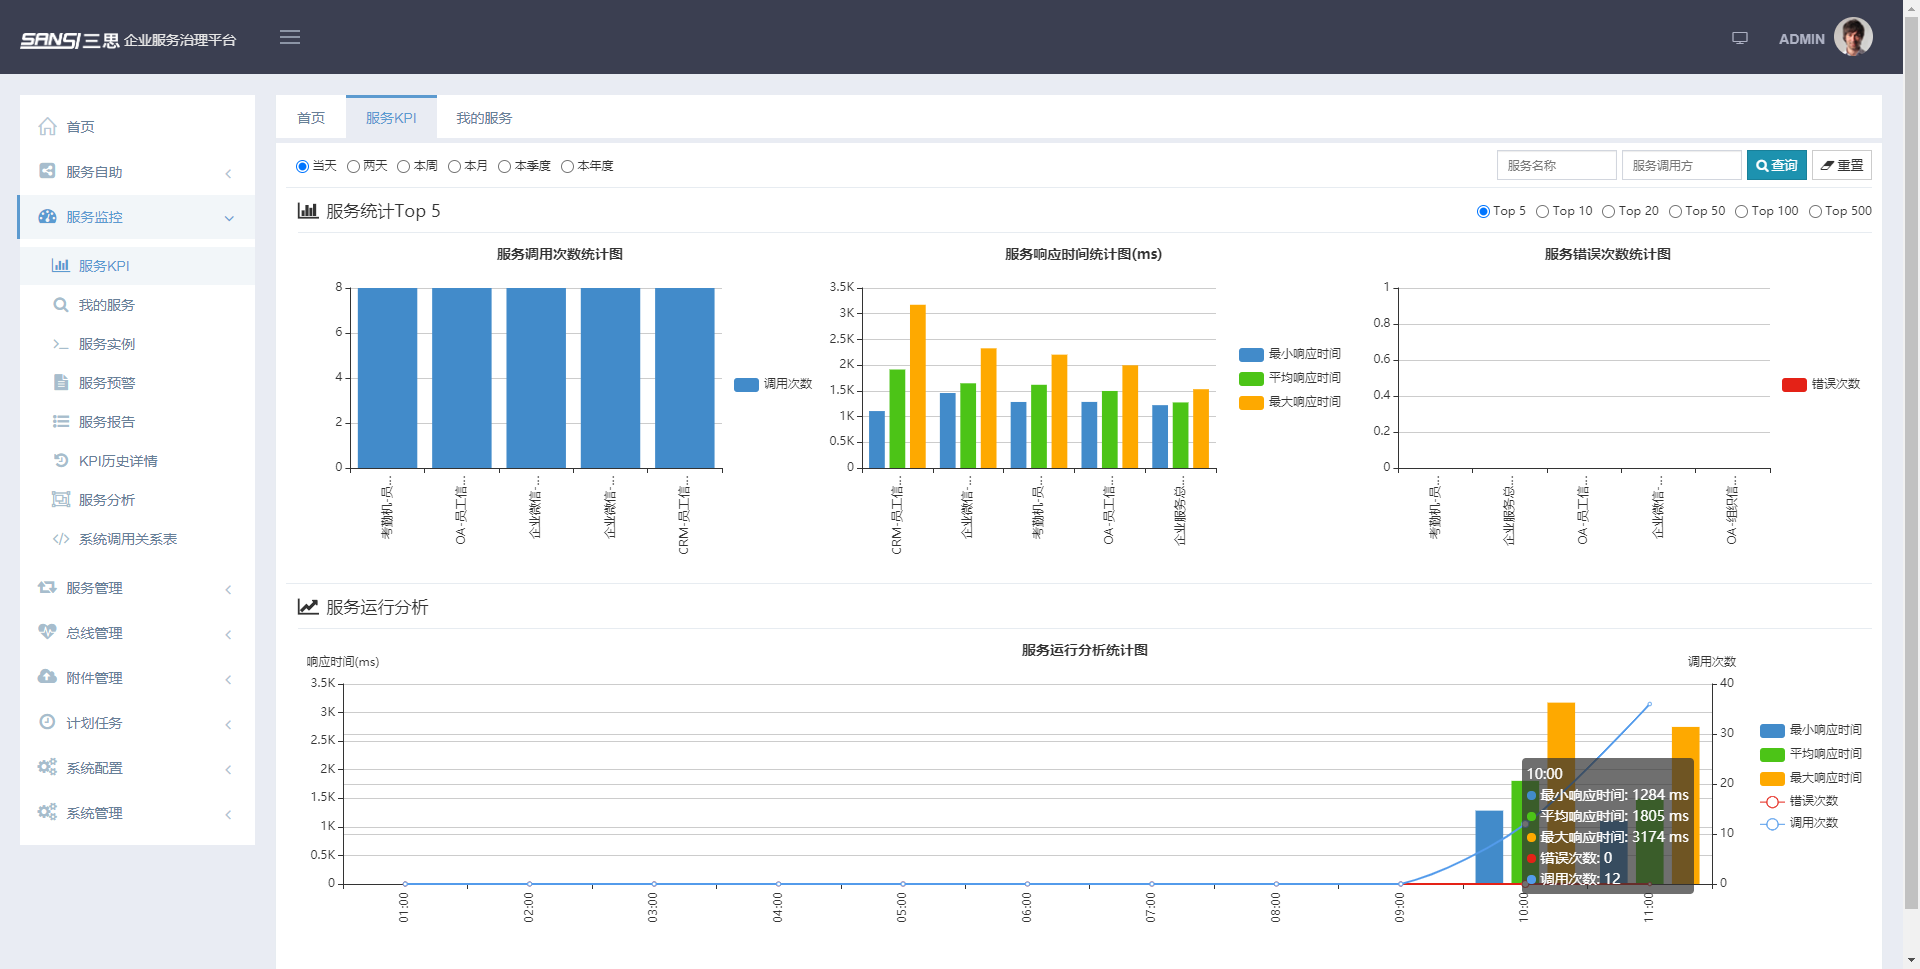 SANSI三思 企业服务治理平台
ADMIN
首页
服务自助
服务监控
服务KPI
我的服务
服务实例
服务预警
服务报告
KPI历史详情
服务分析
系统调用关系表
服务管理
总线管理
附件管理
计划任务
系统配置
系统管理
首页 服务KPI 我的服务
当天 两天 本周 本月 本季度 本年度
服务名称 服务调用方 查询 重置
服务统计Top 5
Top 5 Top 10 Top 20 Top 50 Top 100 Top 500
服务调用次数统计图
8
6
4
2
0
考勤机-员...
OA-员工信...
企业微信-...
企业微信-...
CRM-员工信...
调用次数
服务响应时间统计图(ms)
3.5K
3K
2.5K
2K
1.5K
1K
0.5K
0
CRM-员工信...
企业微信-...
考勤机-员...
OA-员工信...
企业服务总...
最小响应时间
平均响应时间
最大响应时间
服务错误次数统计图
1
0.8
0.6
0.4
0.2
0
考勤机-员...
企业服务总...
OA-员工信...
企业微信-...
OA-组织信...
错误次数
服务运行分析
服务运行分析统计图
响应时间(ms)
调用次数
3.5K
3K
2.5K
2K
1.5K
1K
0.5K
0
40
30
20
10
0
01:00
02:00
03:00
04:00
05:00
06:00
07:00
08:00
09:00
10:00
11:00
10:00
最小响应时间: 1284 ms
平均响应时间: 1805 ms
最大响应时间: 3174 ms
错误次数: 0
调用次数: 12
最小响应时间
平均响应时间
最大响应时间
错误次数
调用次数